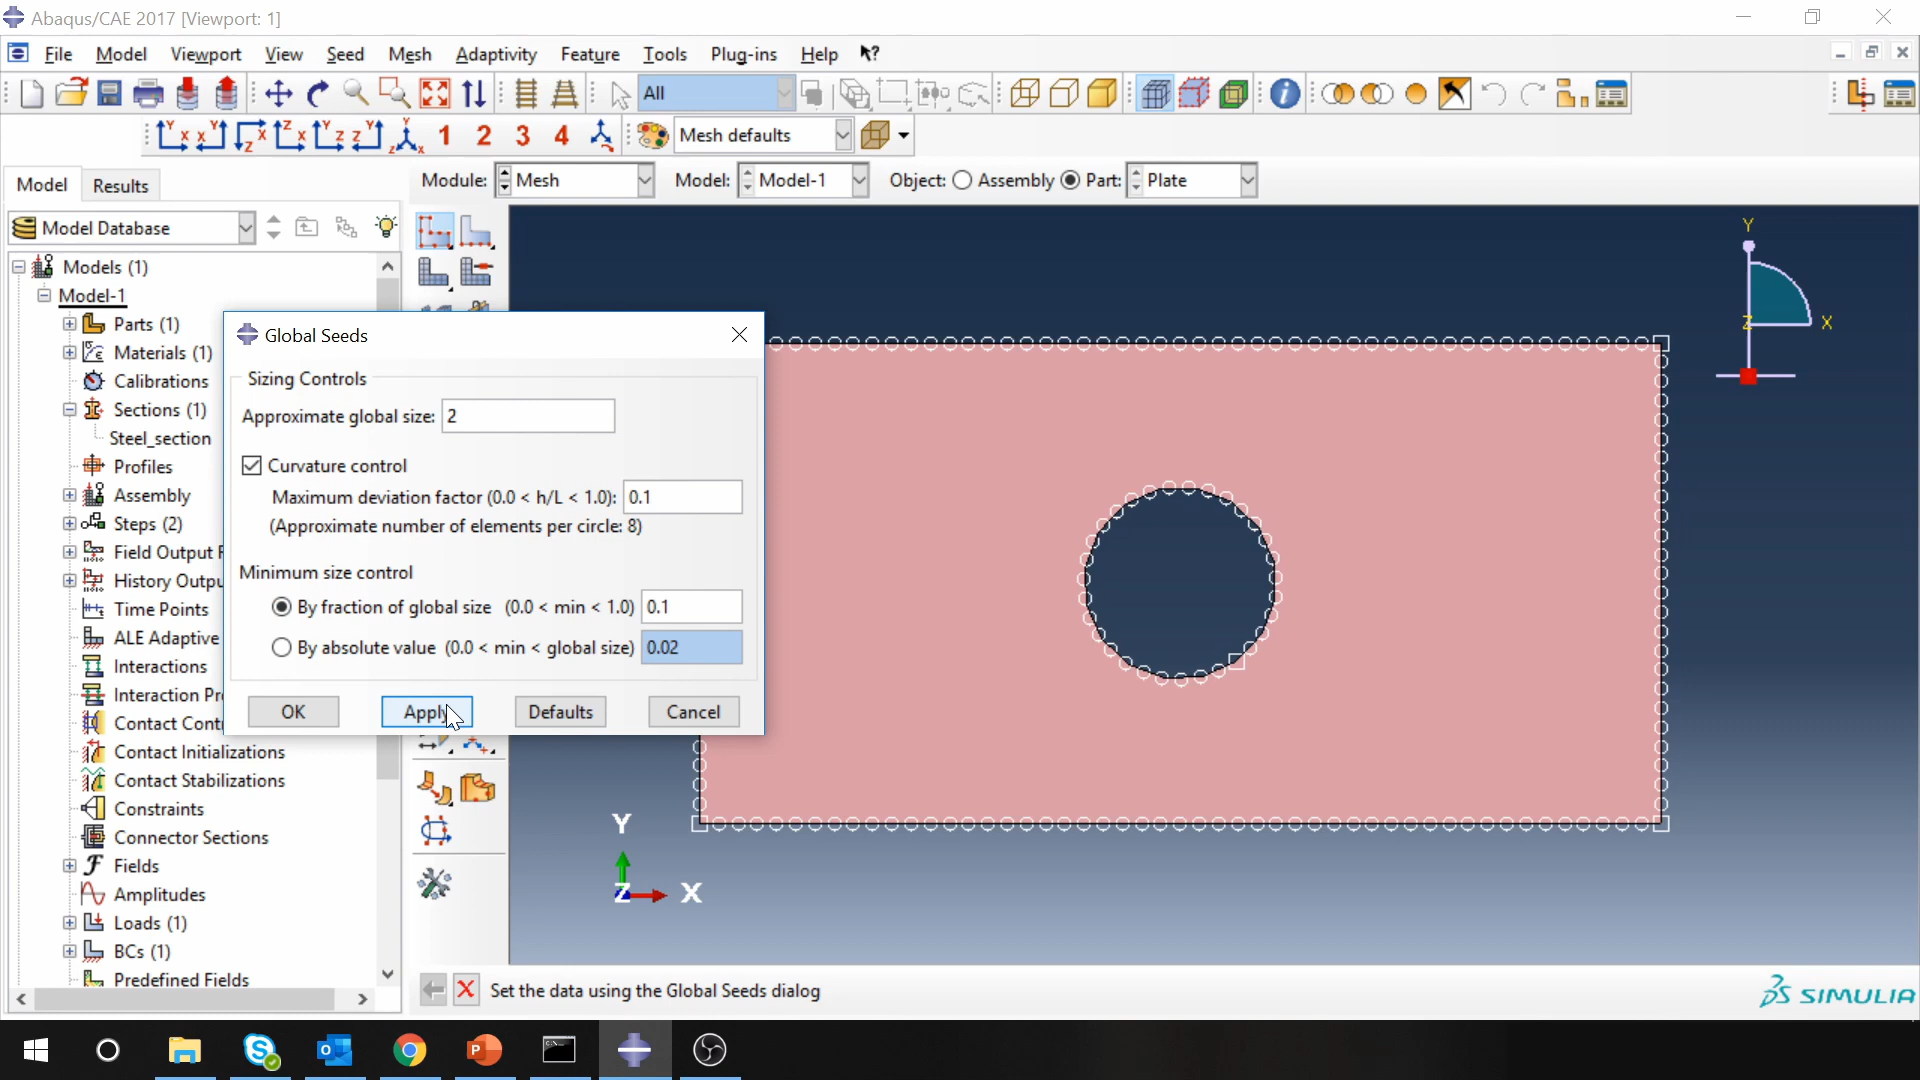 Abaqus/CAE 2017 [Viewport: 1]
File Model Viewport View Seed Mesh Adaptivity Feature Tools Plug-ins Help
All
1 2 3 4 Mesh defaults
Model Results
Module: Mesh Model: Model-1 Object: Assembly Part: Plate
Model Database
Models (1)
Model-1
Parts (1)
Materials (1)
Calibrations
Sections (1)
Steel_section
Profiles
Assembly
Steps (2)
Field Output
History Outpu
Time Points
ALE Adaptive
Interactions
Interaction Pr
Contact Cont
Contact Initializations
Contact Stabilizations
Constraints
Connector Sections
Fields
Amplitudes
Loads (1)
BCs (1)
Predefined Fields
Global Seeds
Sizing Controls
Approximate global size: 2
Curvature control
Maximum deviation factor (0.0 < h/L < 1.0): 0.1
(Approximate number of elements per circle: 8)
Minimum size control
By fraction of global size (0.0 < min < 1.0) 0.1
By absolute value (0.0 < min < global size) 0.02
OK Apply Defaults Cancel
Y
Z X
Y
Z X
Set the data using the Global Seeds dialog
SIMULIA